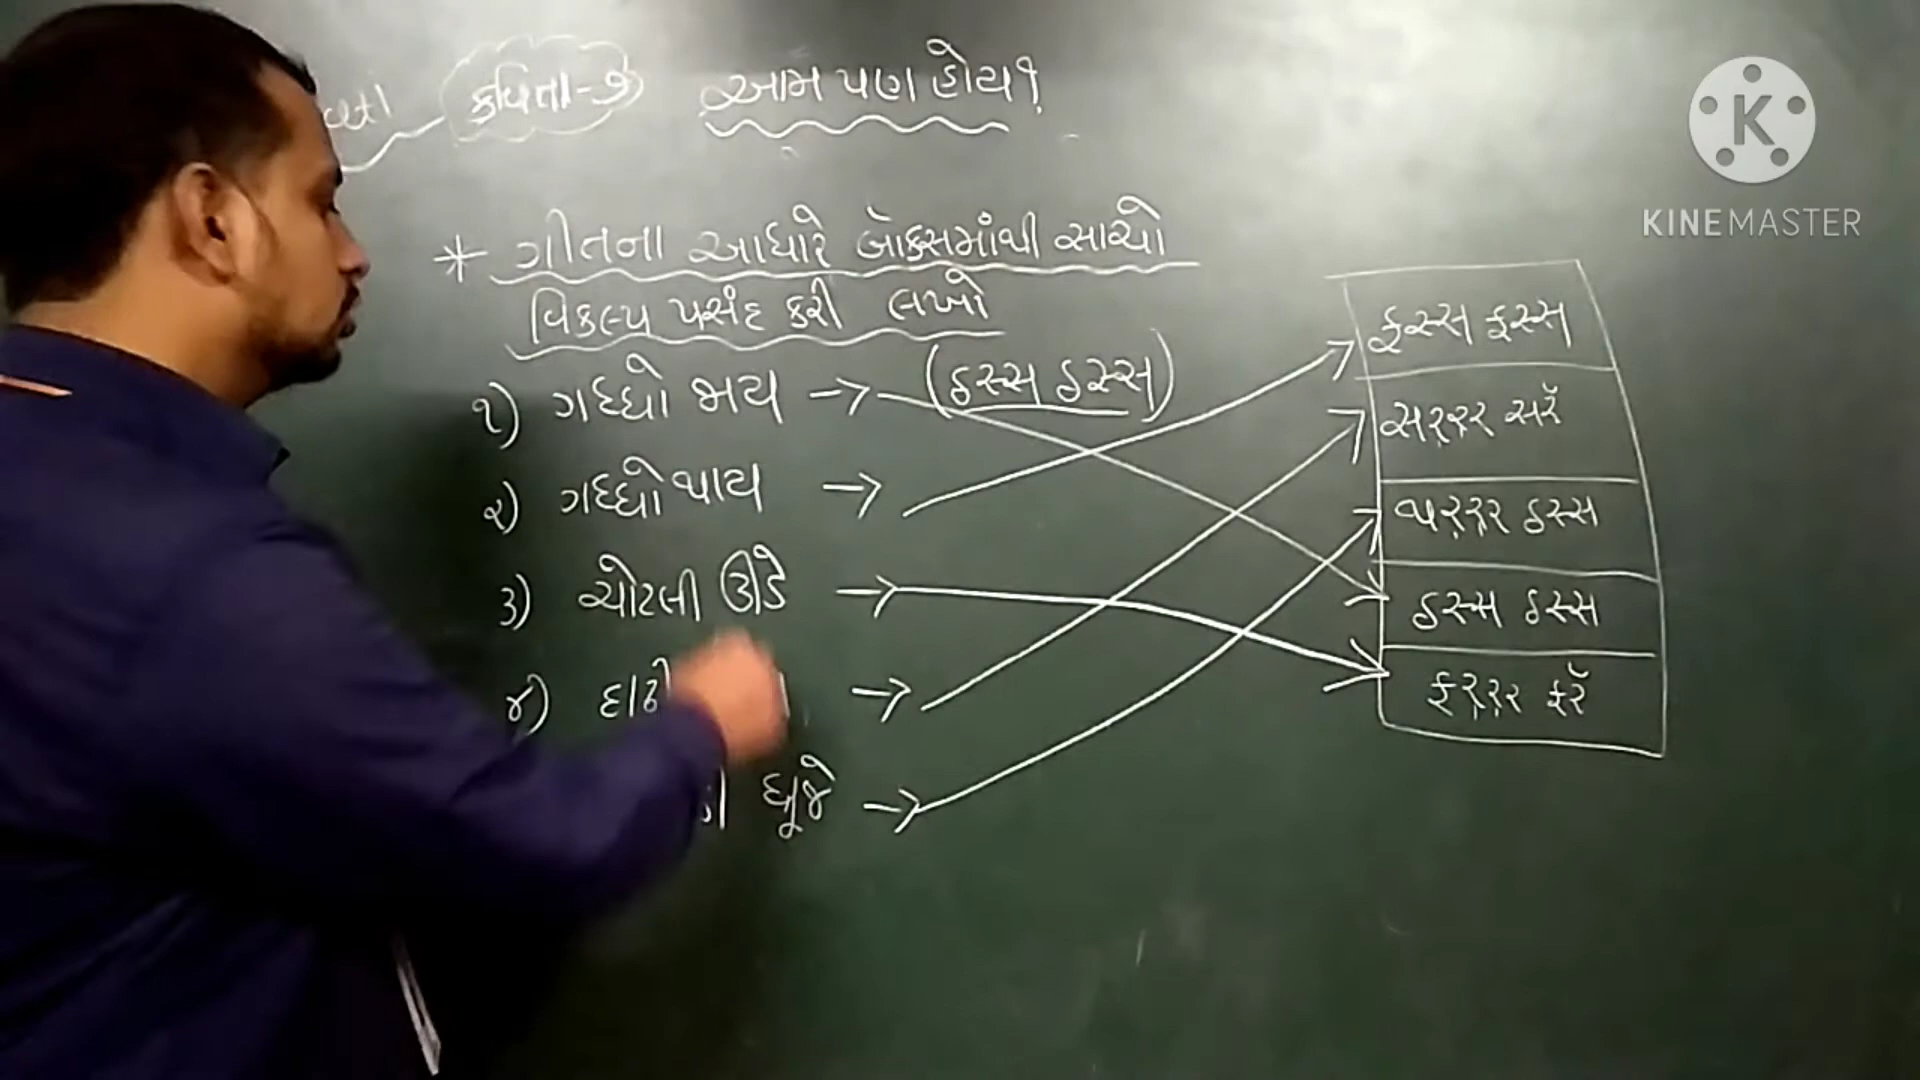 કવિતા-૭ આમ પણ હોય?
* ગીતના આધારે બૉક્સમાંથી સાચો
વિકલ્પ પસંદ કરી લખો
૧) ગધ્ધો ભય → (ઠસ્સ ઠસ્સ)
૨) ગધ્ધો થાય →
૩) ચોટલી ઊડે →
૪) →
ધ્રૂજે →
ફસ્સ ફસ્સ
સરરર સરૅ
થરરર ઠસ્સ
ઠસ્સ ઠસ્સ
ફરરર ફરૅ
K
KINEMASTER